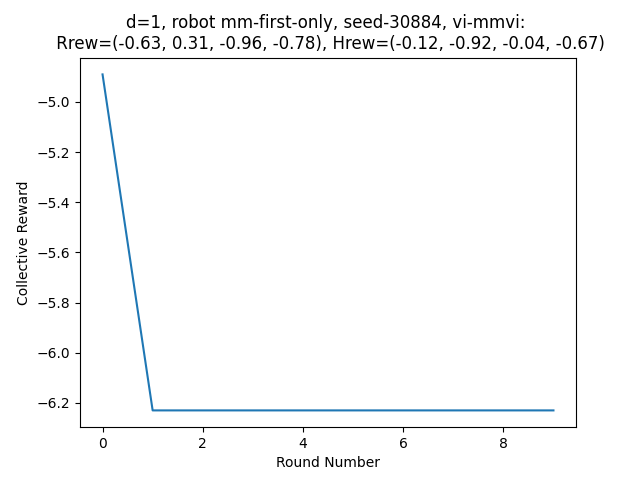 d=1, robot mm-first-only, seed-30884, vi-mmvi:
Rrew=(-0.63, 0.31, -0.96, -0.78), Hrew=(-0.12, -0.92, -0.04, -0.67)
−5.0
−5.2
−5.4
−5.6
−5.8
−6.0
−6.2
Collective Reward
0 2 4 6 8
Round Number